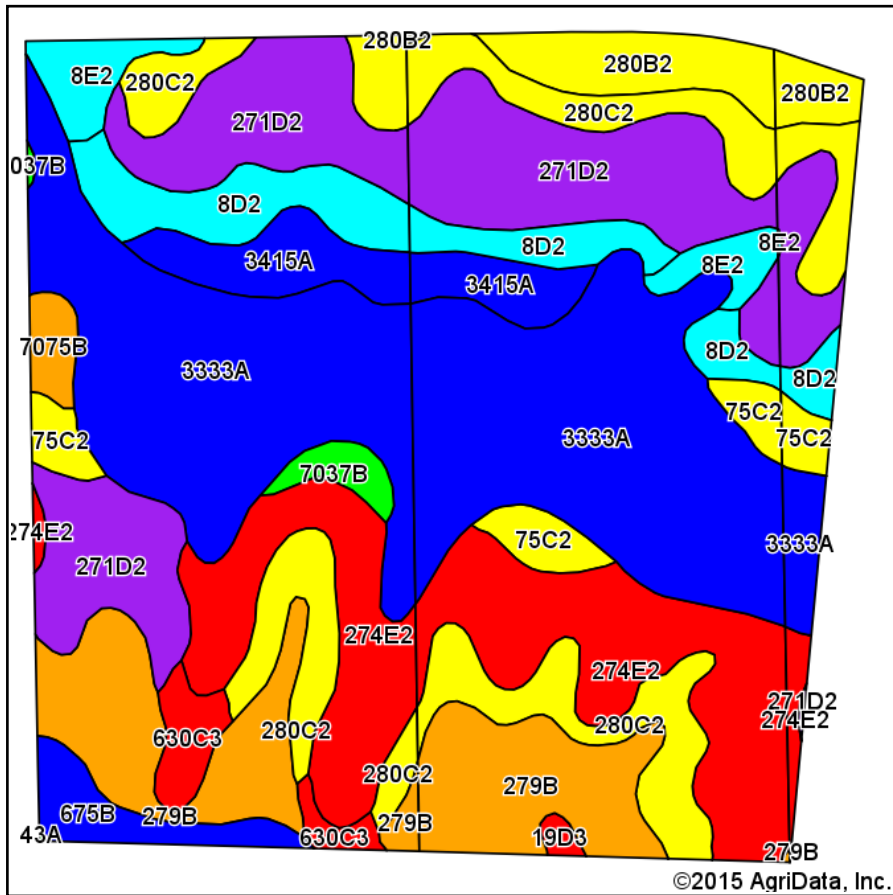 280B2
8E2
280C2
280B2
280B2
280C2
271D2
037B
271D2
8D2
8D2
8E2
8E2
3415A
3415A
7075B
3333A
8D2
8D2
75C2
75C2
75C2
3333A
7037B
274E2
75C2
3333A
271D2
274E2
274E2
271D2
274E2
630C3
280C2
280C2
280C2
279B
675B
279B
279B
43A
630C3
19D3
279B
©2015 AgriData, Inc.